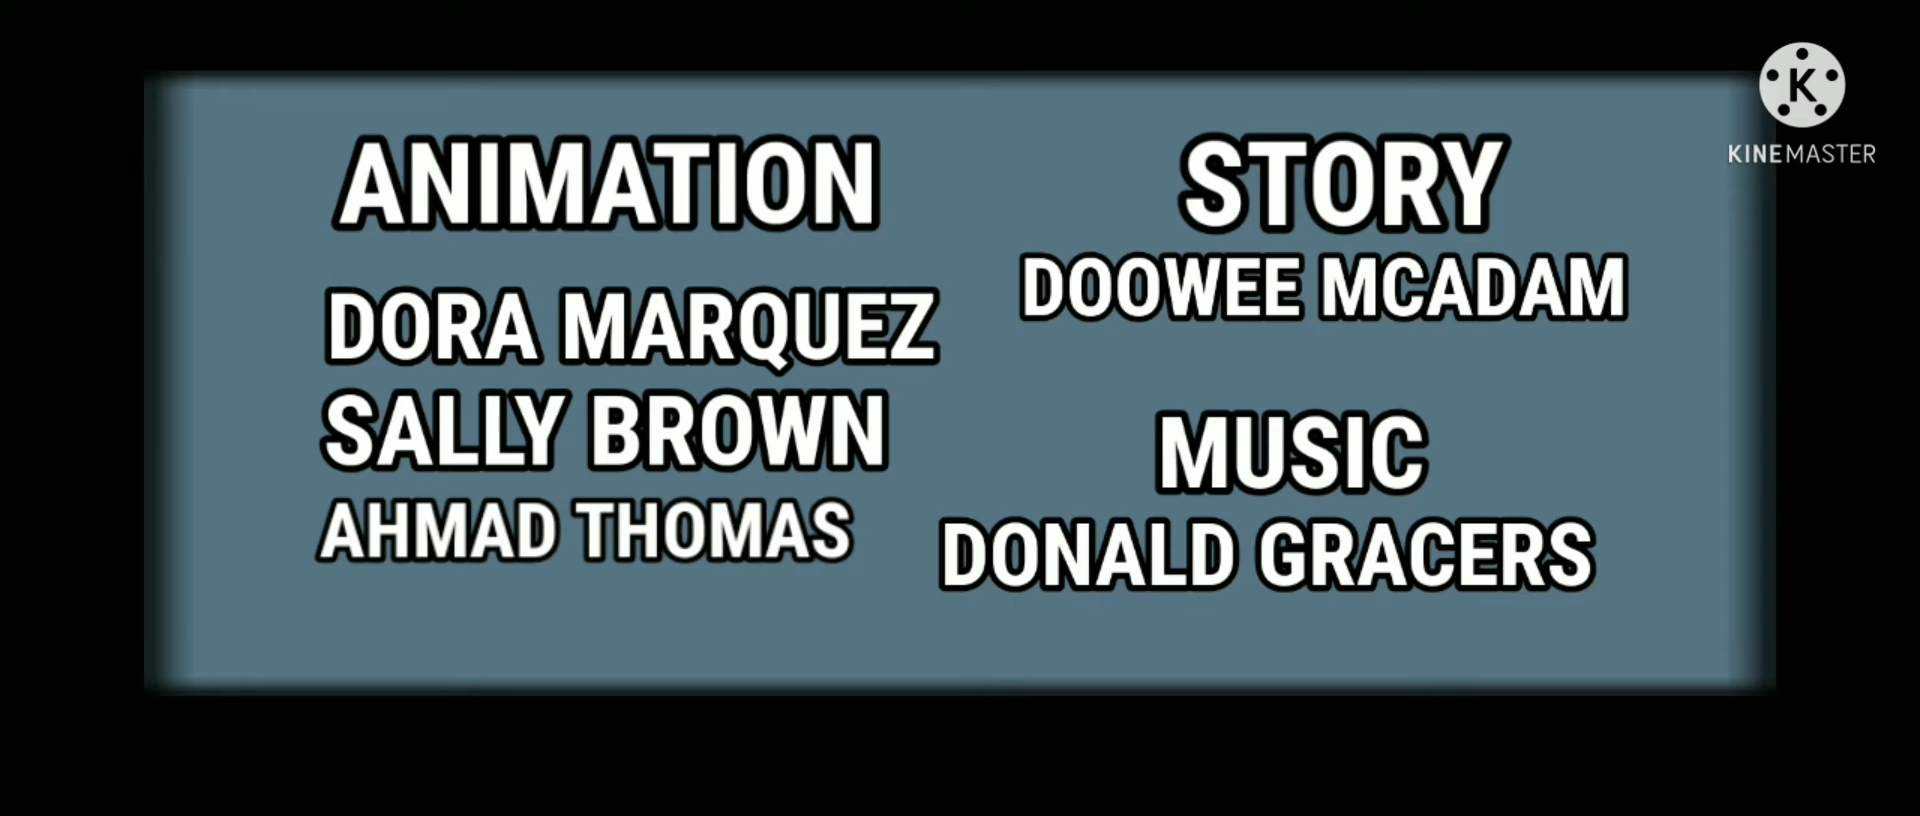 ANIMATION
DORA MARQUEZ
SALLY BROWN
AHMAD THOMAS
STORY
DOOWEE MCADAM
MUSIC
DONALD GRACERS
K
KINEMASTER